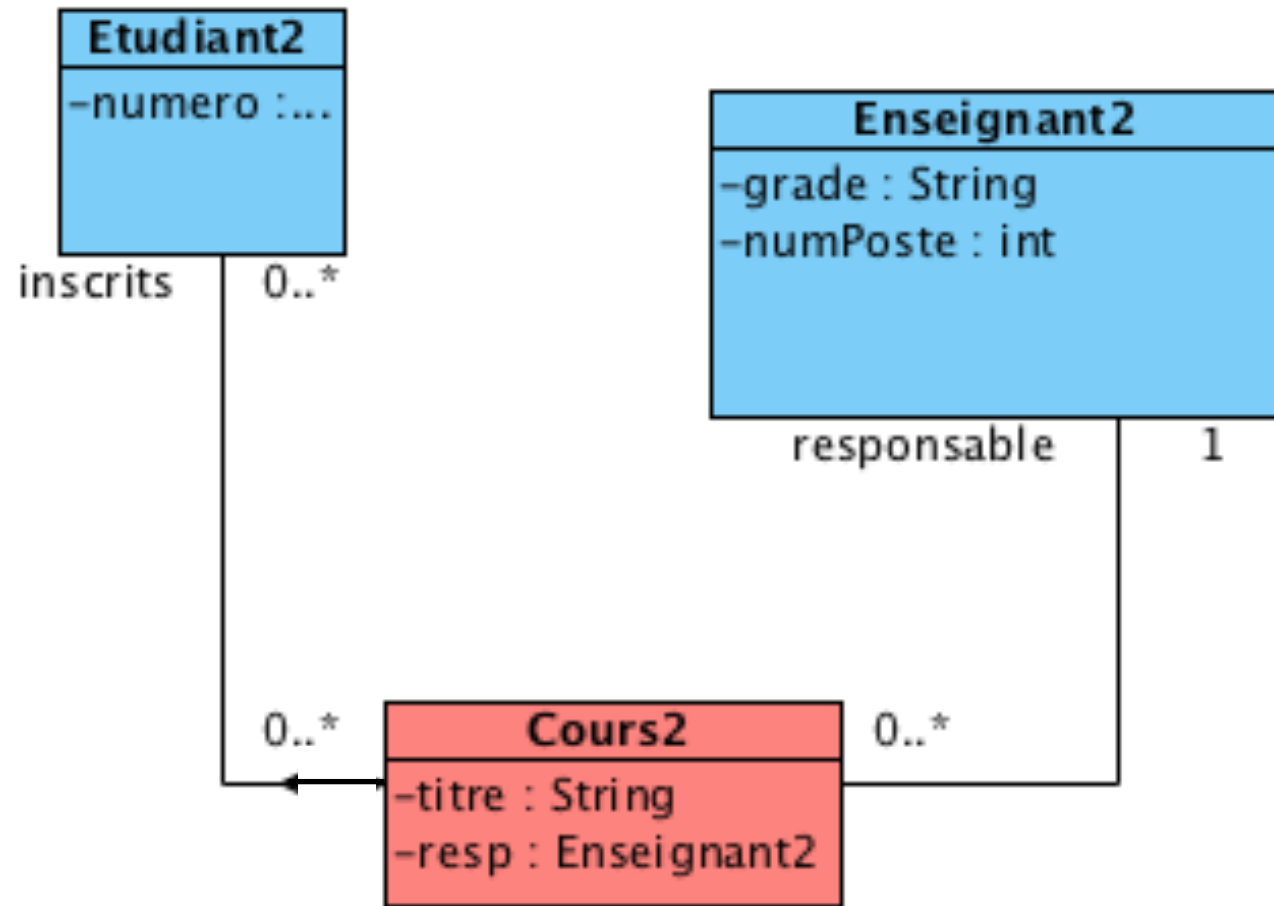 Etudiant2
-numero :...
inscrits 0..*
Enseignant2
-grade : String
-numPoste : int
responsable 1
0..*
Cours2
-titre : String
-resp : Enseignant2
0..*